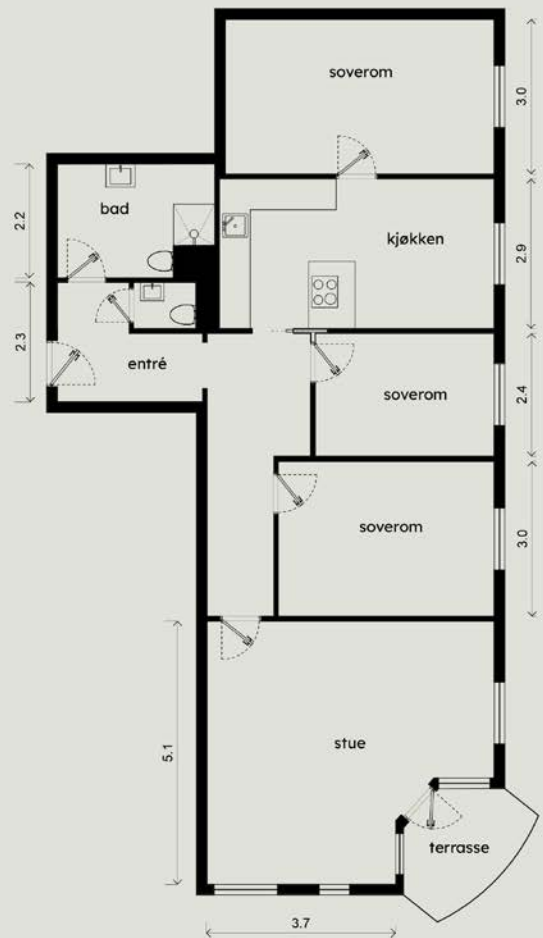 soverom
3.0
2.2
bad
kjøkken
2.9
2.3
entré
soverom
2.4
soverom
3.0
5.1
stue
terrasse
3.7